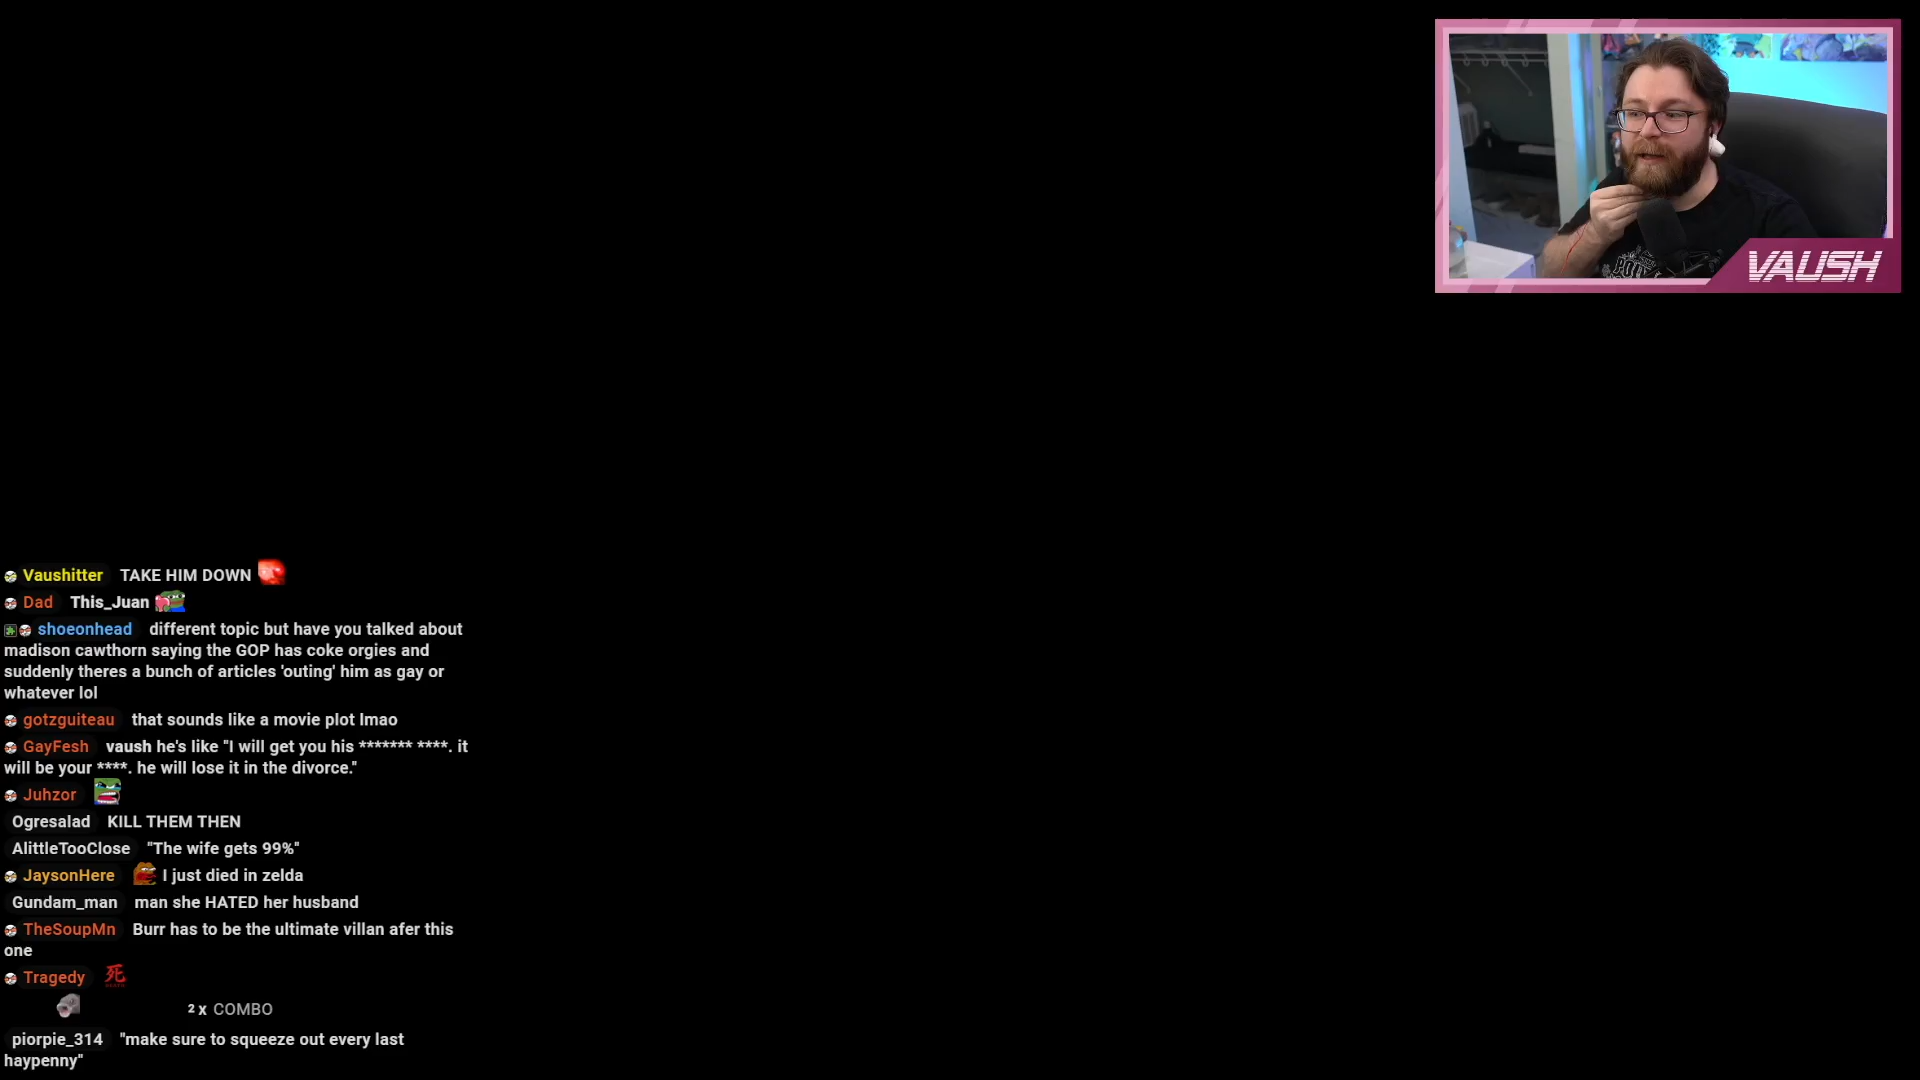 VAUSH
Vaushitter TAKE HIM DOWN
Dad This_Juan
shoeonhead different topic but have you talked about
madison cawthorn saying the GOP has coke orgies and
suddenly theres a bunch of articles 'outing' him as gay or
whatever lol
gotzguiteau that sounds like a movie plot lmao
GayFesh vaush he's like "I will get you his ******* ****. it
will be your ****. he will lose it in the divorce."
Juhzor
Ogresalad KILL THEM THEN
AlittleTooClose "The wife gets 99%"
JaysonHere I just died in zelda
Gundam_man man she HATED her husband
TheSoupMn Burr has to be the ultimate villan afer this
one
Tragedy 死
2 x COMBO
piorpie_314 "make sure to squeeze out every last
haypenny"